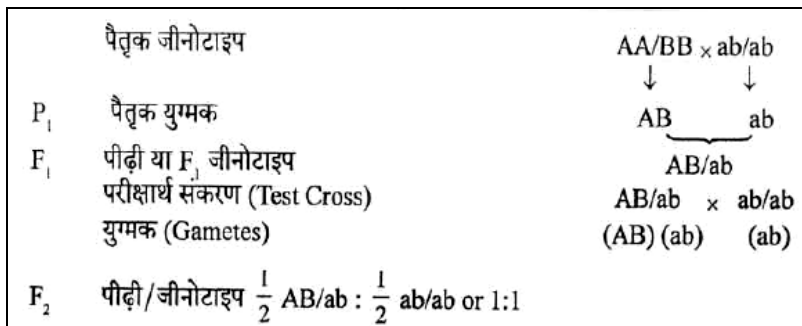 पैतृक जीनोटाइप AA/BB × ab/ab
↓ ↓
P₁ पैतृक युग्मक AB ab
F₁ पीढ़ी या F₁ जीनोटाइप AB/ab
परीक्षार्थ संकरण (Test Cross) AB/ab × ab/ab
युग्मक (Gametes) (AB) (ab) (ab)
F₂ पीढ़ी/जीनोटाइप 1/2 AB/ab : 1/2 ab/ab or 1:1